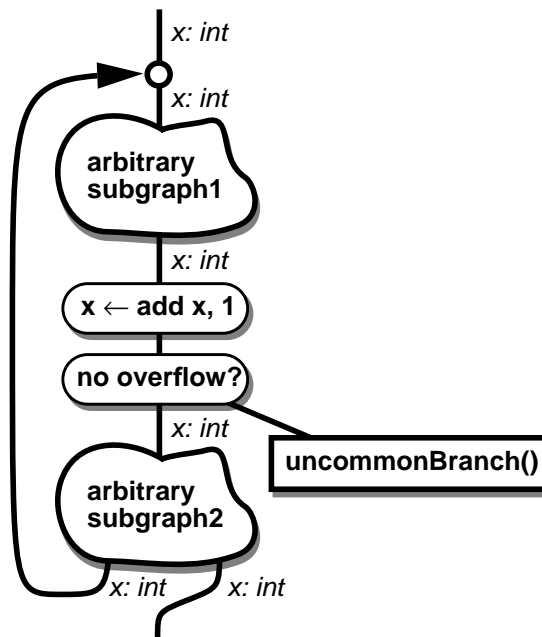 x: int
x: int
arbitrary
subgraph1
x: int
x ← add x, 1
no overflow?
x: int
uncommonBranch()
arbitrary
subgraph2
x: int
x: int